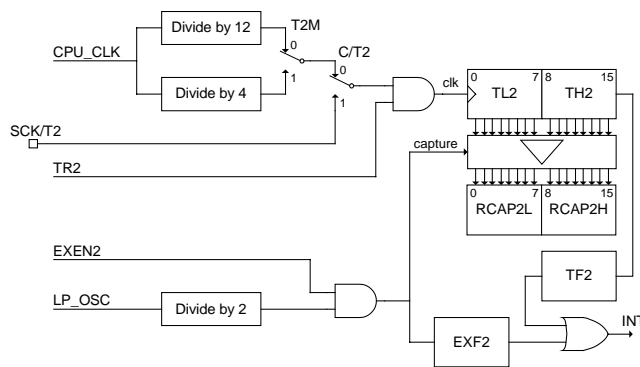 Divide by 12
T2M
0
1
CPU_CLK
Divide by 4
C/T2
0
1
clk
0 7 8 15
TL2 TH2
SCK/T2
TR2
capture
0 7 8 15
RCAP2L RCAP2H
EXEN2
LP_OSC
Divide by 2
TF2
EXF2
INT